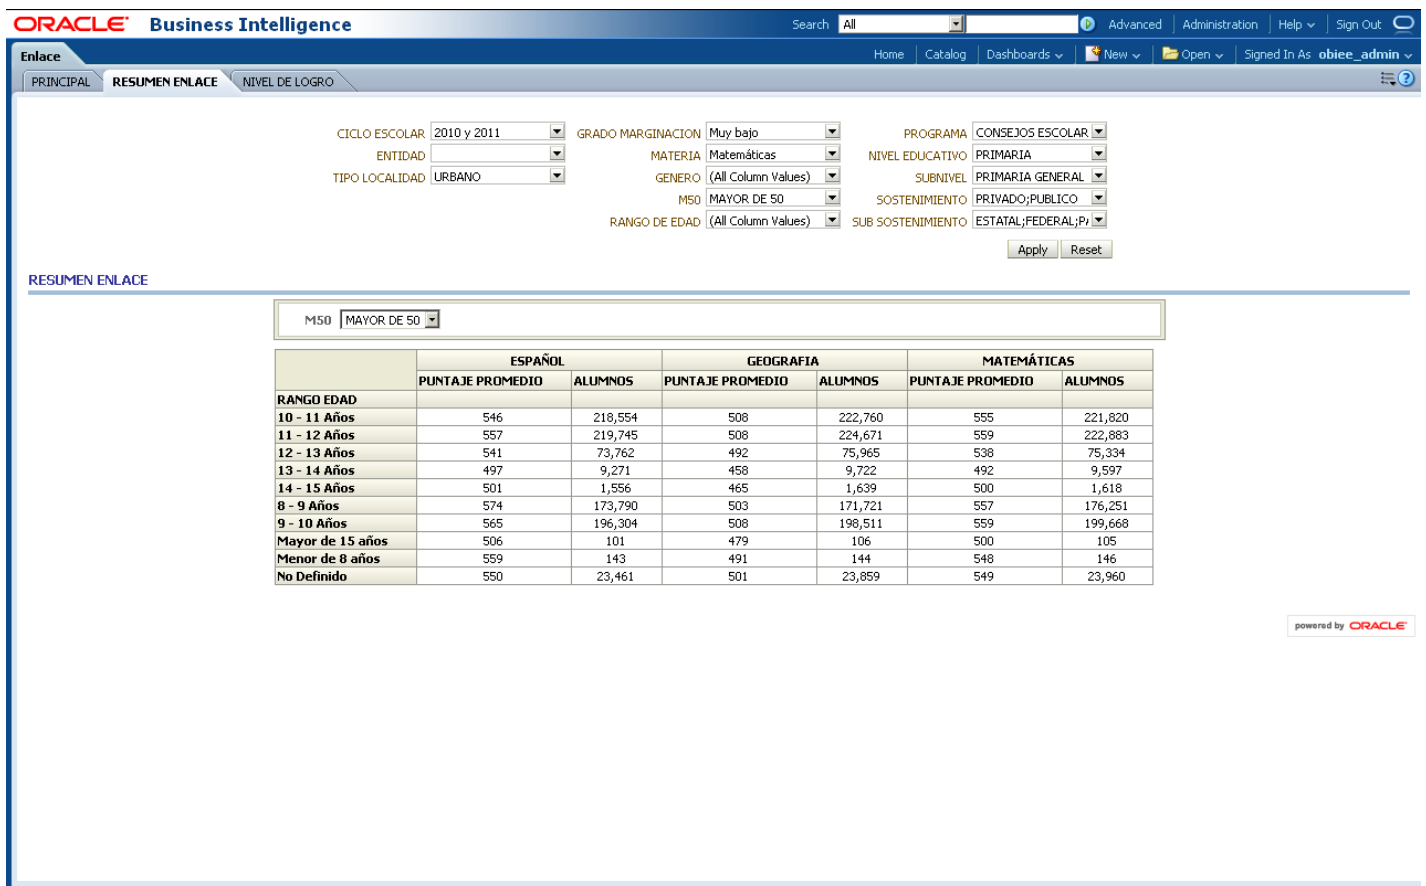 ORACLE Business Intelligence Search All Advanced Administration Help Sign Out
Enlace Home Catalog Dashboards New Open Signed In As obiee_admin
PRINCIPAL RESUMEN ENLACE NIVEL DE LOGRO
CICLO ESCOLAR 2010 y 2011 GRADO MARGINACION Muy bajo PROGRAMA CONSEJOS ESCOLAR
ENTIDAD MATERIA Matemáticas NIVEL EDUCATIVO PRIMARIA
TIPO LOCALIDAD URBANO GENERO (All Column Values) SUBNIVEL PRIMARIA GENERAL
M50 MAYOR DE 50 SOSTENIMIENTO PRIVADO;PUBLICO
RANGO DE EDAD (All Column Values) SUB SOSTENIMIENTO ESTATAL;FEDERAL;P
Apply Reset
RESUMEN ENLACE
M50 MAYOR DE 50
ESPAÑOL GEOGRAFIA MATEMÁTICAS
PUNTAJE PROMEDIO ALUMNOS PUNTAJE PROMEDIO ALUMNOS PUNTAJE PROMEDIO ALUMNOS
RANGO EDAD
10 - 11 Años 546 218,554 508 222,760 555 221,820
11 - 12 Años 557 219,745 508 224,671 559 222,883
12 - 13 Años 541 73,762 492 75,965 538 75,334
13 - 14 Años 497 9,271 458 9,722 492 9,597
14 - 15 Años 501 1,556 465 1,639 500 1,618
8 - 9 Años 574 173,790 503 171,721 557 176,251
9 - 10 Años 565 196,304 508 198,511 559 199,668
Mayor de 15 años 506 101 479 106 500 105
Menor de 8 años 559 143 491 144 548 146
No Definido 550 23,461 501 23,859 549 23,960
powered by ORACLE